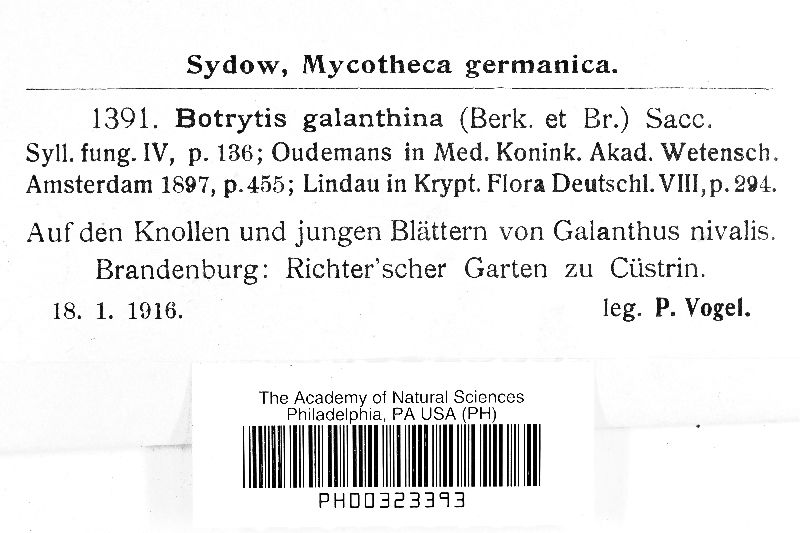 Sydow, Mycotheca germanica.
1391. Botrytis galanthina (Berk. et Br.) Sacc.
Syll. fung. IV, p. 136; Oudemans in Med. Konink. Akad. Wetensch.
Amsterdam 1897, p. 455; Lindau in Krypt. Flora Deutschl. VIII, p. 294.
Auf den Knollen und jungen Blättern von Galanthus nivalis.
Brandenburg: Richter'scher Garten zu Cüstrin.
18. 1. 1916. leg. P. Vogel.
The Academy of Natural Sciences
Philadelphia, PA USA (PH)
PH00323393